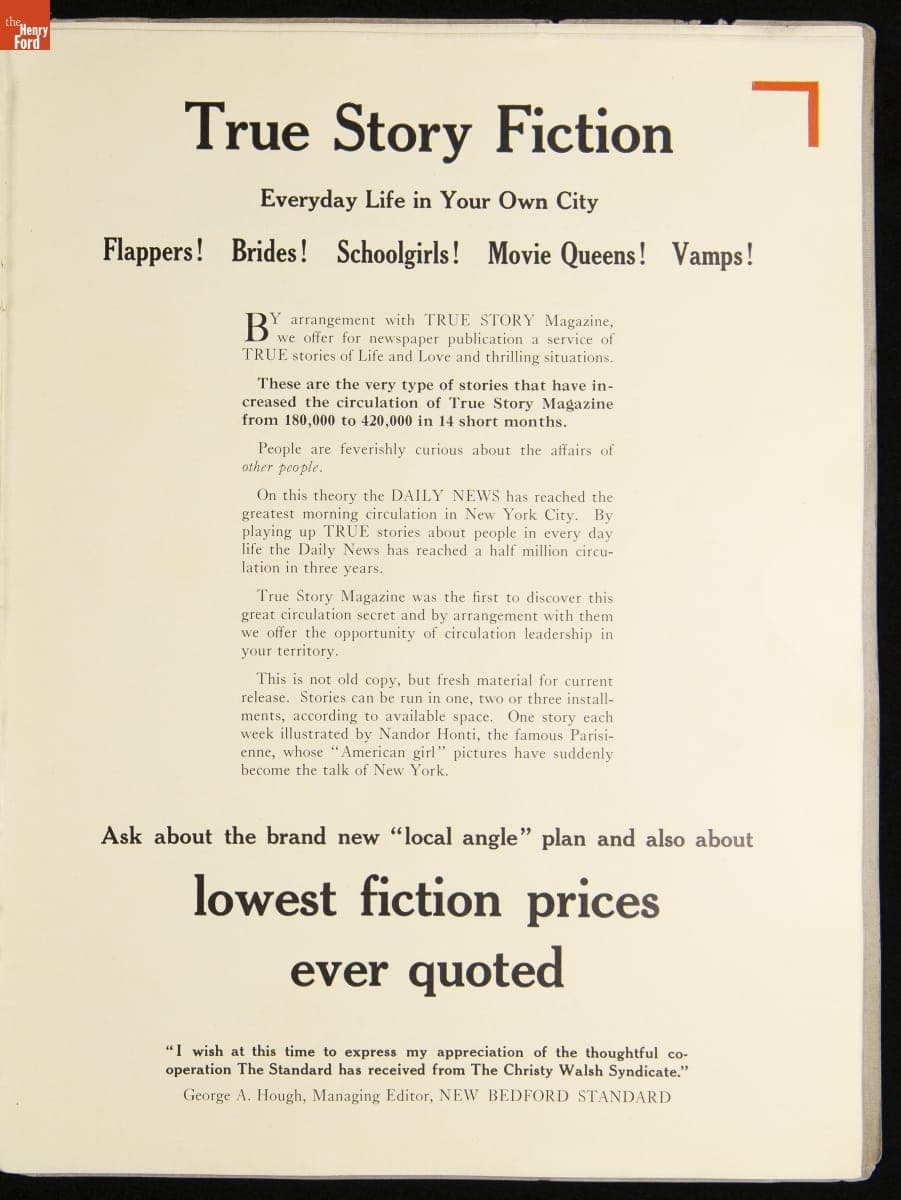 the
Henry
Ford
True Story Fiction
Everyday Life in Your Own City
Flappers! Brides! Schoolgirls! Movie Queens! Vamps!
BY arrangement with TRUE STORY Magazine,
we offer for newspaper publication a service of
TRUE stories of Life and Love and thrilling situations.
These are the very type of stories that have in-
creased the circulation of True Story Magazine
from 180,000 to 420,000 in 14 short months.
People are feverishly curious about the affairs of
other people.
On this theory the DAILY NEWS has reached the
greatest morning circulation in New York City. By
playing up TRUE stories about people in every day
life the Daily News has reached a half million circu-
lation in three years.
True Story Magazine was the first to discover this
great circulation secret and by arrangement with them
we offer the opportunity of circulation leadership in
your territory.
This is not old copy, but fresh material for current
release. Stories can be run in one, two or three install-
ments, according to available space. One story each
week illustrated by Nandor Honti, the famous Parisi-
enne, whose "American girl" pictures have suddenly
become the talk of New York.
Ask about the brand new "local angle" plan and also about
lowest fiction prices
ever quoted
"I wish at this time to express my appreciation of the thoughtful co-
operation The Standard has received from The Christy Walsh Syndicate."
George A. Hough, Managing Editor, NEW BEDFORD STANDARD